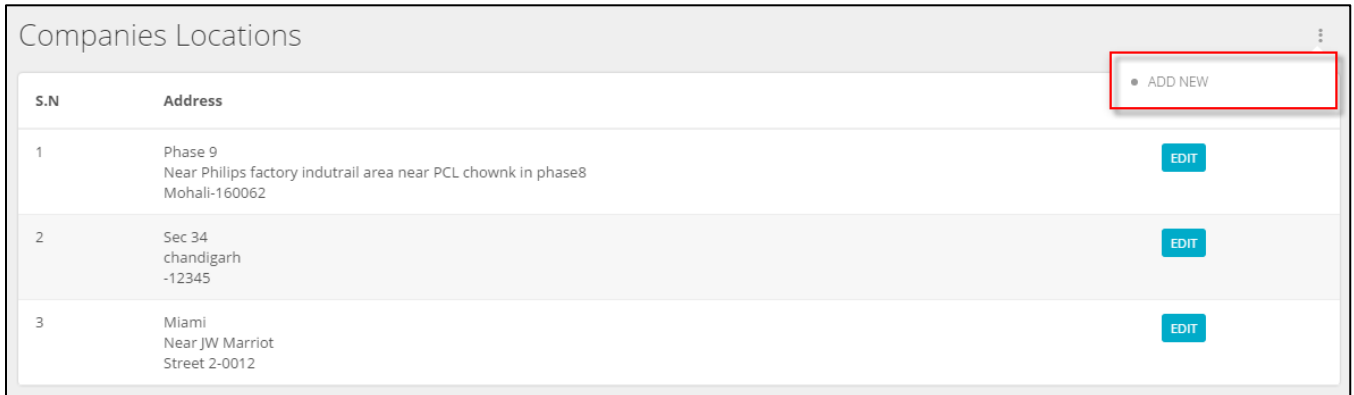 Companies Locations
ADD NEW
S.N Address
1 Phase 9 EDIT
Near Philips factory indutrail area near PCL chownk in phase8
Mohali-160062
2 Sec 34 EDIT
chandigarh
-12345
3 Miami EDIT
Near JW Marriot
Street 2-0012